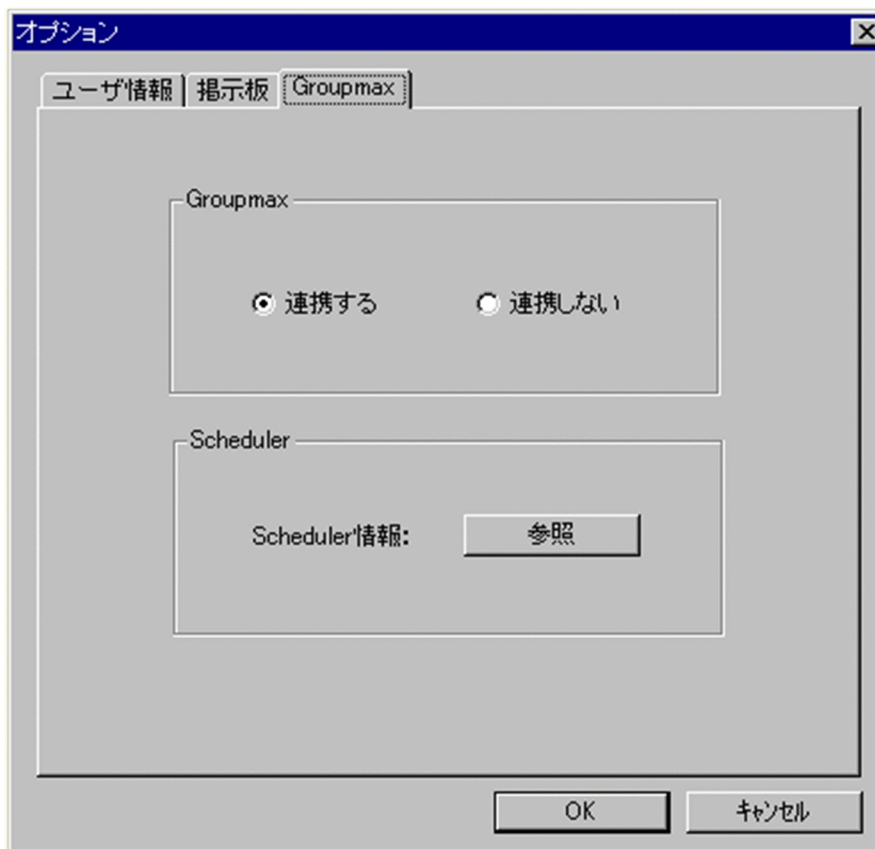 オプション
ユーザ情報 掲示板 Groupmax
Groupmax
連携する 連携しない
Scheduler
Scheduler情報: 参照
OK キャンセル